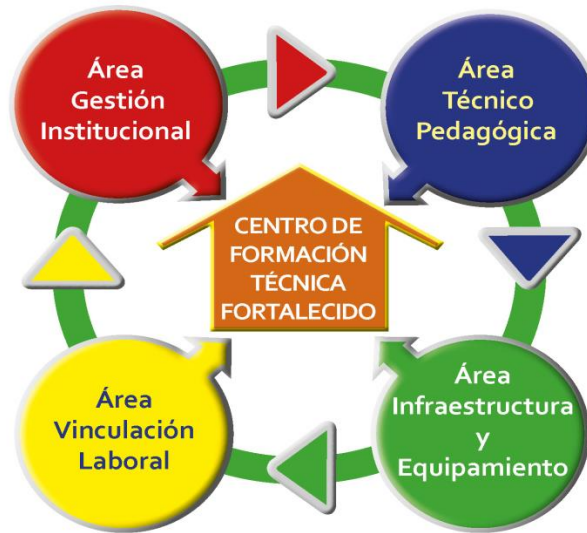 Área
Gestión
Institucional
Área
Técnico
Pedagógica
CENTRO DE
FORMACIÓN
TÉCNICA
FORTALECIDO
Área
Vinculación
Laboral
Área
Infraestructura
y
Equipamiento